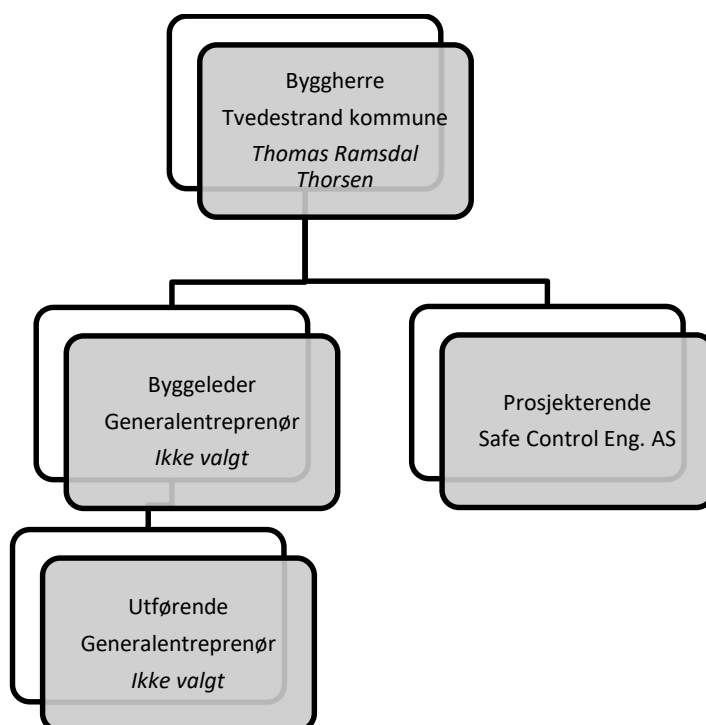 Byggherre
Tvedestrand kommune
Thomas Ramsdal
Thorsen
Byggeleder
Generalentreprenør
Ikke valgt
Prosjekterende
Safe Control Eng. AS
Utførende
Generalentreprenør
Ikke valgt